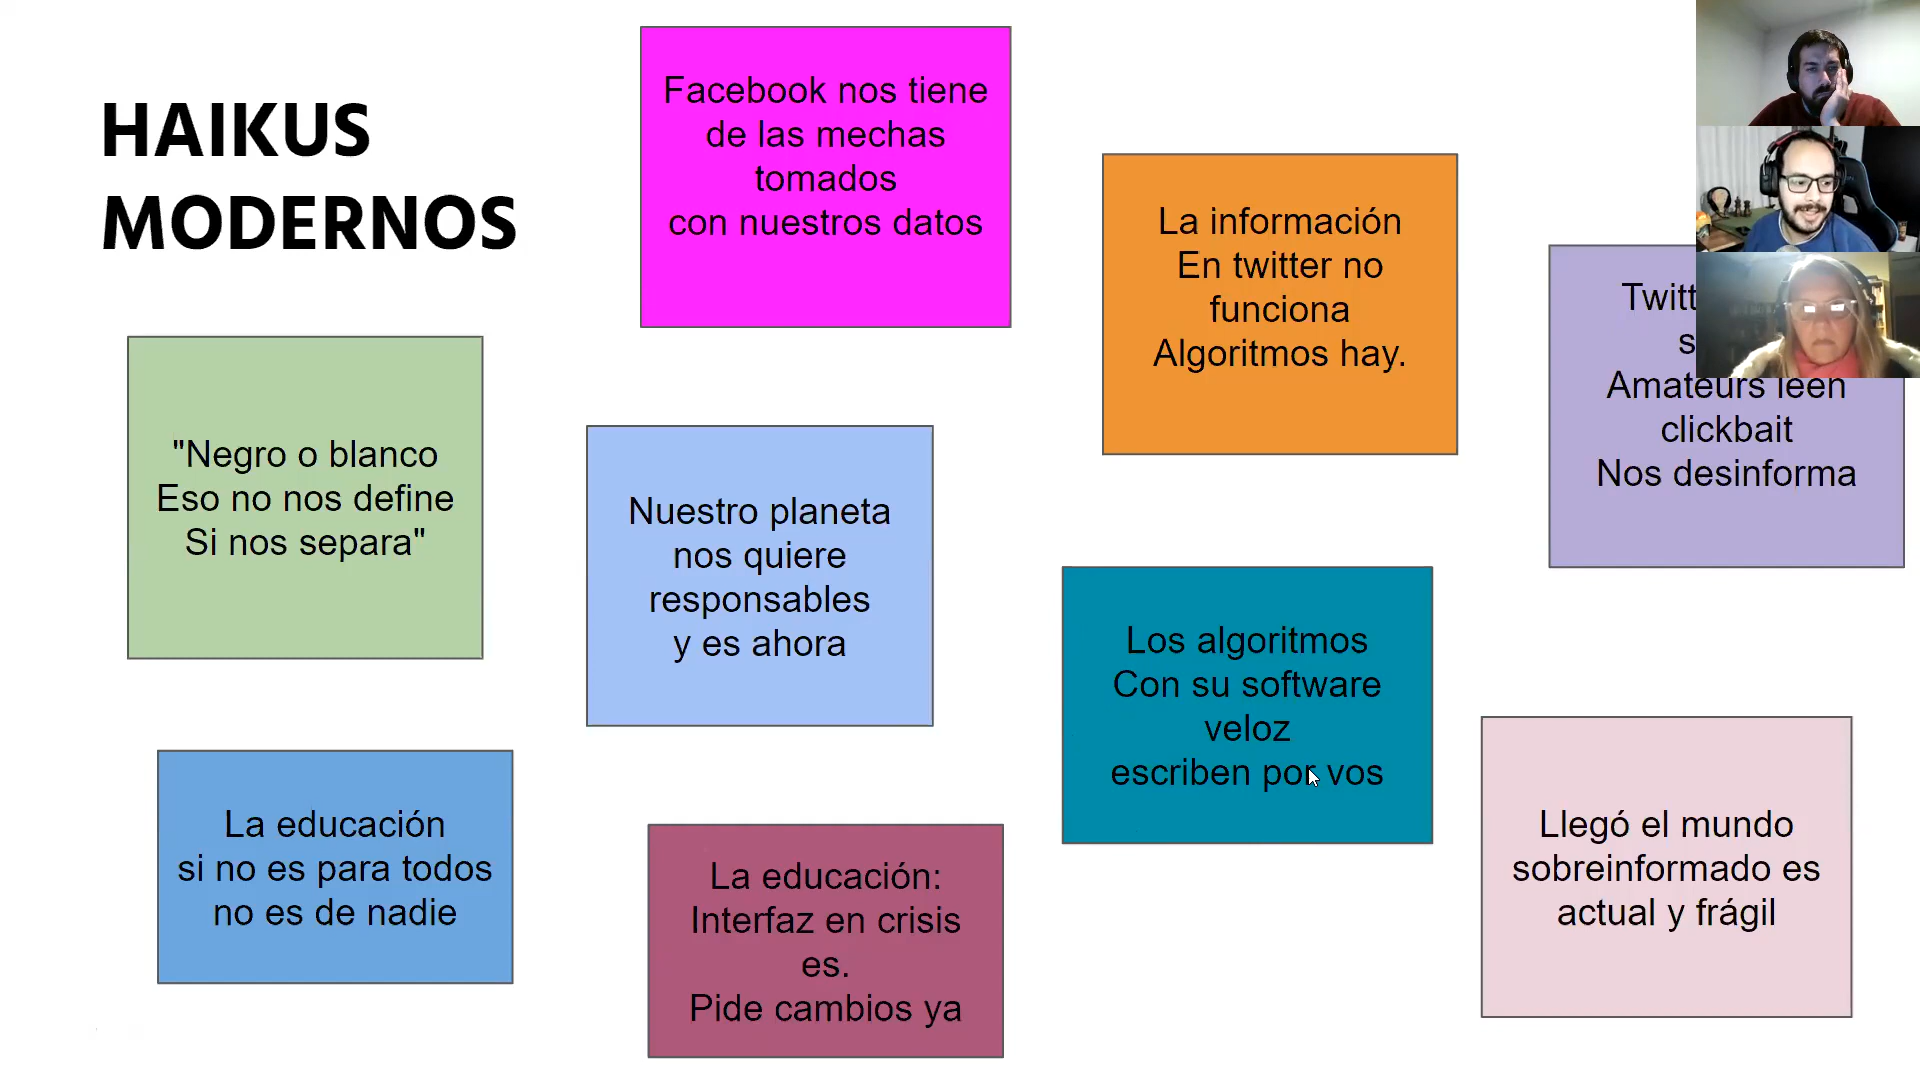 HAIKUS
MODERNOS
Facebook nos tiene
de las mechas
tomados
con nuestros datos
La información
En twitter no
funciona
Algoritmos hay.
Amateurs leen
clickbait
Nos desinforma
"Negro o blanco
Eso no nos define
Si nos separa"
Nuestro planeta
nos quiere
responsables
y es ahora
Los algoritmos
Con su software
veloz
escriben por vos
La educación
si no es para todos
no es de nadie
La educación:
Interfaz en crisis
es.
Pide cambios ya
Llegó el mundo
sobreinformado es
actual y frágil